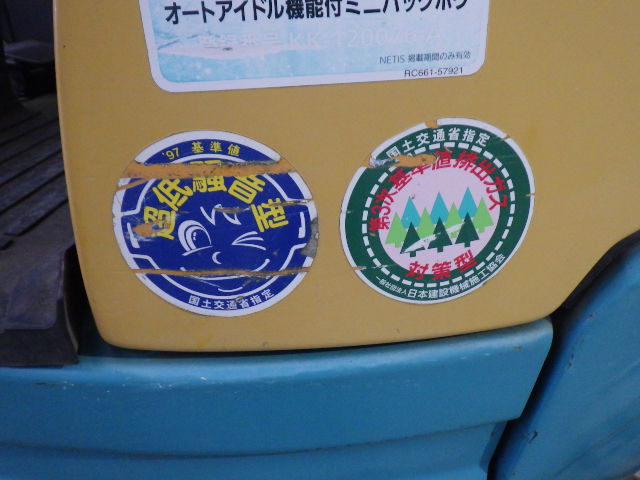 オートアイドル機能付ミニバックホウ
NETIS 掲載期間のみ有効
RC661-57921
'97 基準値
超低騒音型
国土交通省指定
国土交通省指定
第3次基準値排出ガス
対策型
一般社団法人日本建設機械施工協会